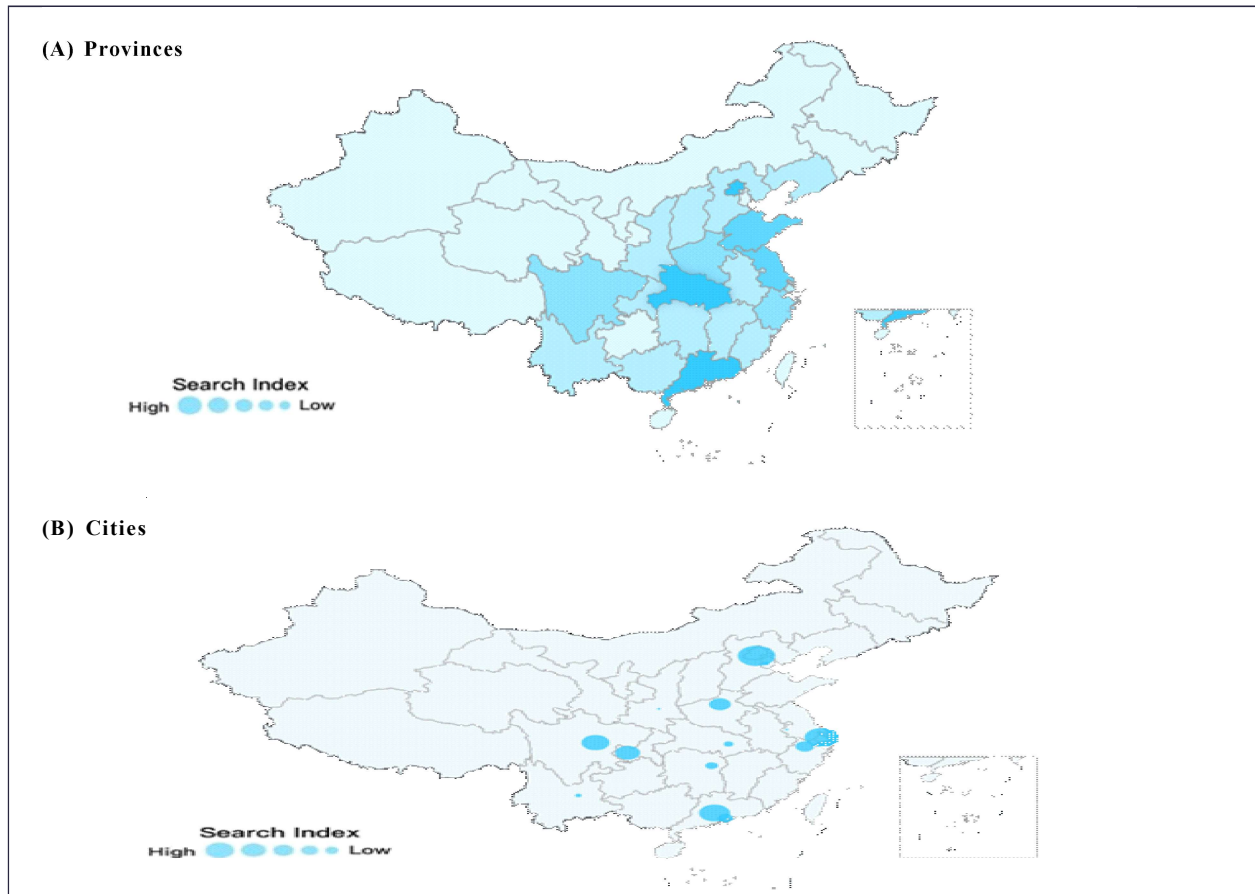 (A) Provinces
Search Index
High Low
(B) Cities
Search Index
High Low